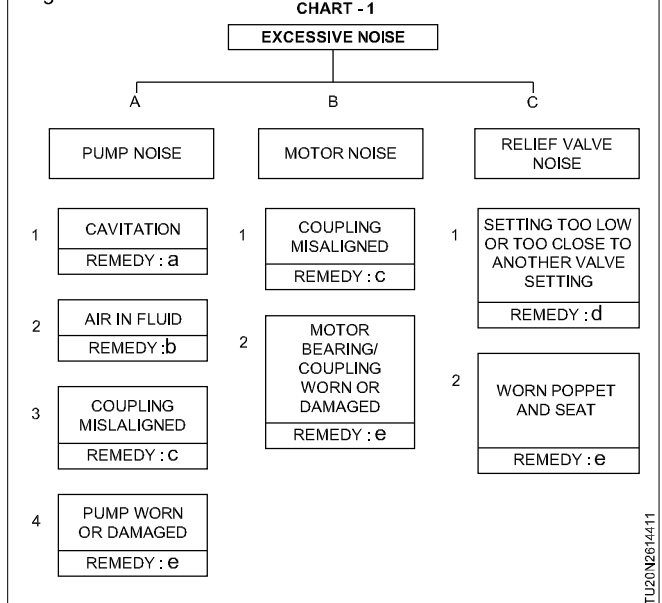 CHART - 1
EXCESSIVE NOISE
A
B
C
PUMP NOISE
MOTOR NOISE
RELIEF VALVE
NOISE
1
CAVITATION
REMEDY : a
2
AIR IN FLUID
REMEDY :b
3
COUPLING
MISLALIGNED
REMEDY : c
4
PUMP WORN
OR DAMAGED
REMEDY : e
1
COUPLING
MISALIGNED
REMEDY : c
2
MOTOR
BEARING/
COUPLING
WORN OR
DAMAGED
REMEDY : e
1
SETTING TOO LOW
OR TOO CLOSE TO
ANOTHER VALVE
SETTING
REMEDY : d
2
WORN POPPET
AND SEAT
REMEDY : e
TU20N2614411